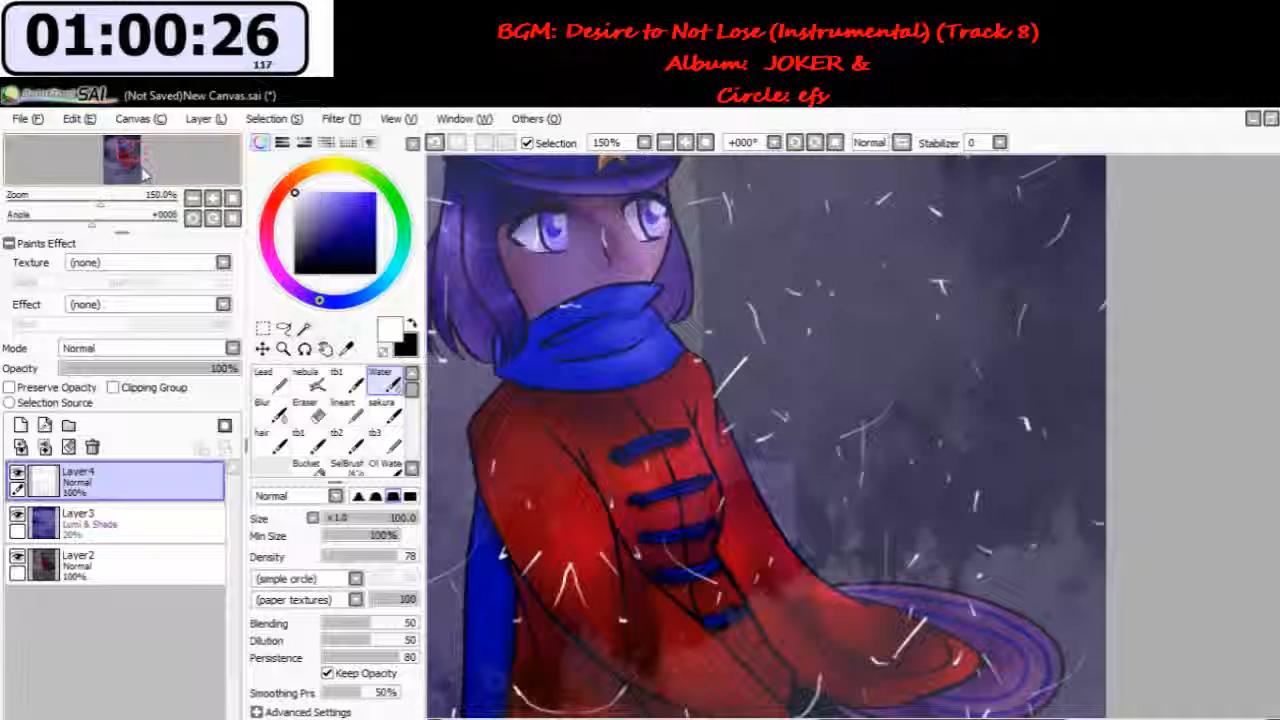 01:00:26
117
BGM: Desire to Not Lose (Instrumental) (Track 8)
Album: JOKER &
Circle: efs
SAI (Not Saved)New Canvas.sai (*)
File (F) Edit (E) Canvas (C) Layer (L) Selection (S) Filter (T) View (V) Window (W) Others (O)
Selection 150% +000° Normal Stabilizer 0
Zoom 150.0%
Angle
Paints Effect
Texture (none)
Effect (none)
Mode Normal
Opacity 100%
Preserve Opacity Clipping Group
Selection Source
Layer4
Normal
100%
Layer3
Lumi & Shade
20%
Layer2
Normal
100%
Lead nebula tb1 Water
Blur Eraser lineart sakura
hair tb1 tb2 tb3
Bucket SelBrush
Normal
Size x1.0 100.0
Min Size 100%
Density 78
(simple circle)
(paper textures) 100
Blending 50
Dilution 50
Persistence 80
Keep Opacity
Smoothing Prs 50%
Advanced Settings